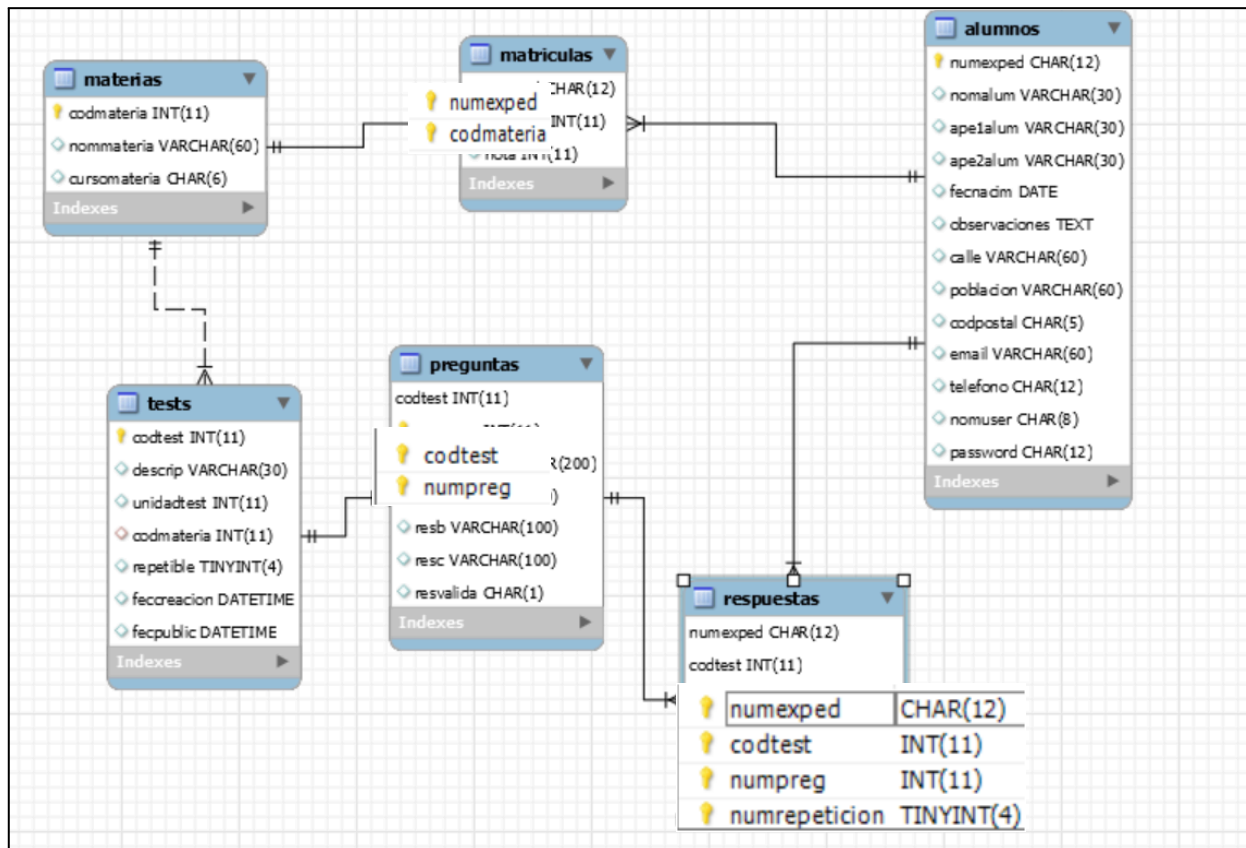 materias
codmateria INT(11)
nommateria VARCHAR(60)
cursomateria CHAR(6)
Indexes
matriculas
CHAR(12)
numexped
INT(11)
codmateria
nota INT(11)
Indexes
alumnos
numexped CHAR(12)
nomalum VARCHAR(30)
ape1alum VARCHAR(30)
ape2alum VARCHAR(30)
fecnacim DATE
observaciones TEXT
calle VARCHAR(60)
poblacion VARCHAR(60)
codpostal CHAR(5)
email VARCHAR(60)
telefono CHAR(12)
nomuser CHAR(8)
password CHAR(12)
Indexes
tests
codtest INT(11)
descrip VARCHAR(30)
unidadtest INT(11)
codmateria INT(11)
repetible TINYINT(4)
feccreacion DATETIME
fecpublic DATETIME
Indexes
preguntas
codtest INT(11)
codtest
(200)
numpreg
resb VARCHAR(100)
resc VARCHAR(100)
resvalida CHAR(1)
Indexes
respuestas
numexped CHAR(12)
codtest INT(11)
numexped CHAR(12)
codtest INT(11)
numpreg INT(11)
numrepeticion TINYINT(4)